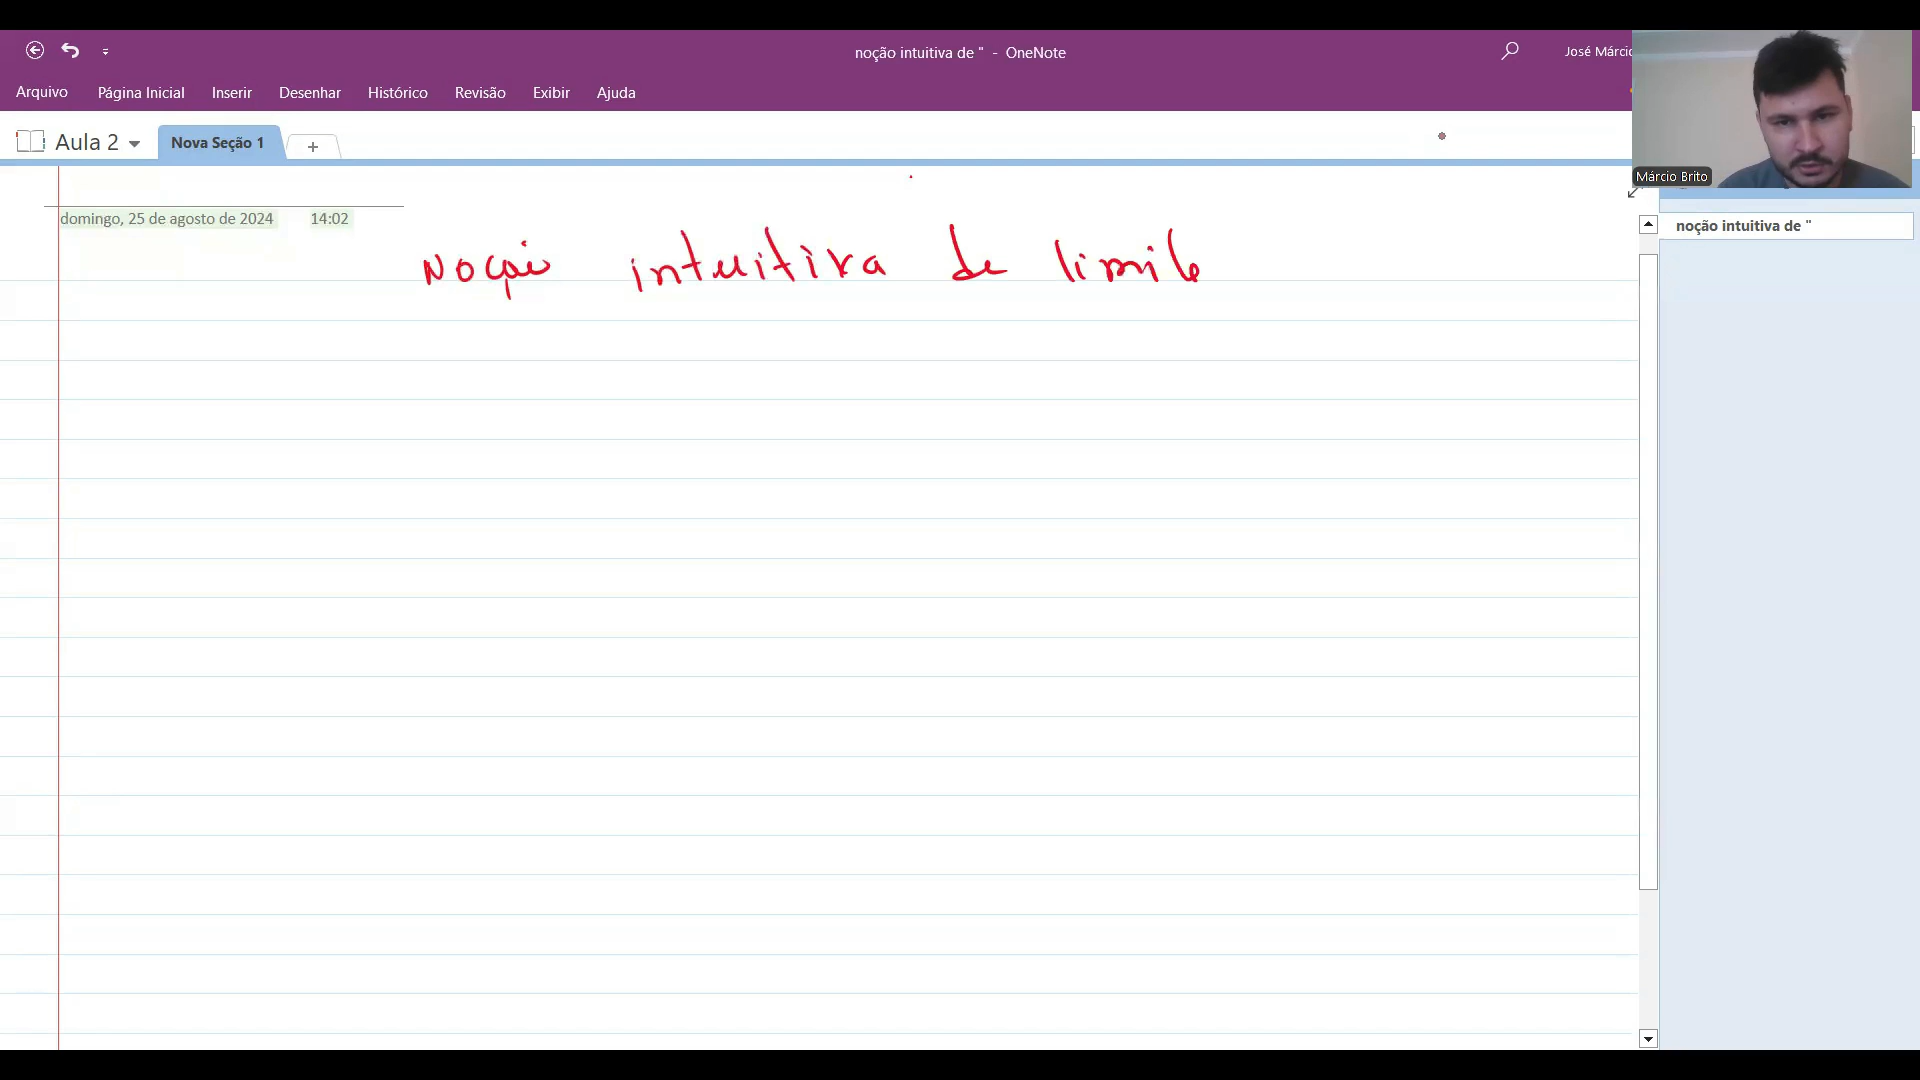 noção intuitiva de " - OneNote
José Márcio
Arquivo Página Inicial Inserir Desenhar Histórico Revisão Exibir Ajuda
Aula 2 Nova Seção 1 +
Márcio Brito
noção intuitiva de "
domingo, 25 de agosto de 2024 14:02
Noção intuitiva de limite